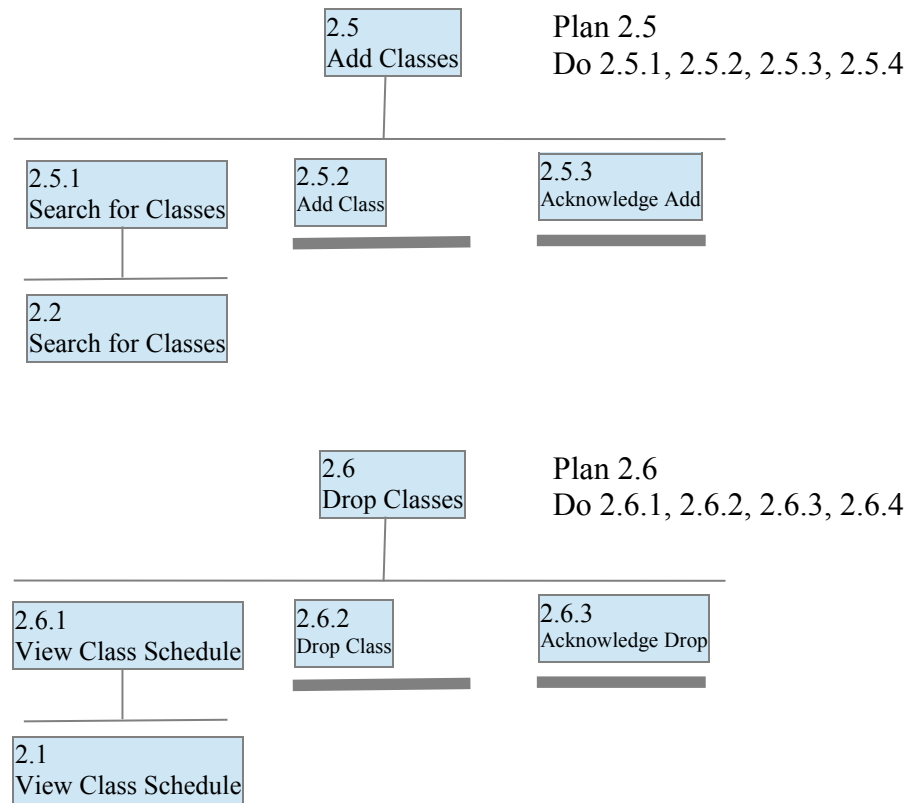 2.5
Add Classes
Plan 2.5
Do 2.5.1, 2.5.2, 2.5.3, 2.5.4
2.5.1
Search for Classes
2.5.2
Add Class
2.5.3
Acknowledge Add
2.2
Search for Classes
2.6
Drop Classes
Plan 2.6
Do 2.6.1, 2.6.2, 2.6.3, 2.6.4
2.6.1
View Class Schedule
2.6.2
Drop Class
2.6.3
Acknowledge Drop
2.1
View Class Schedule